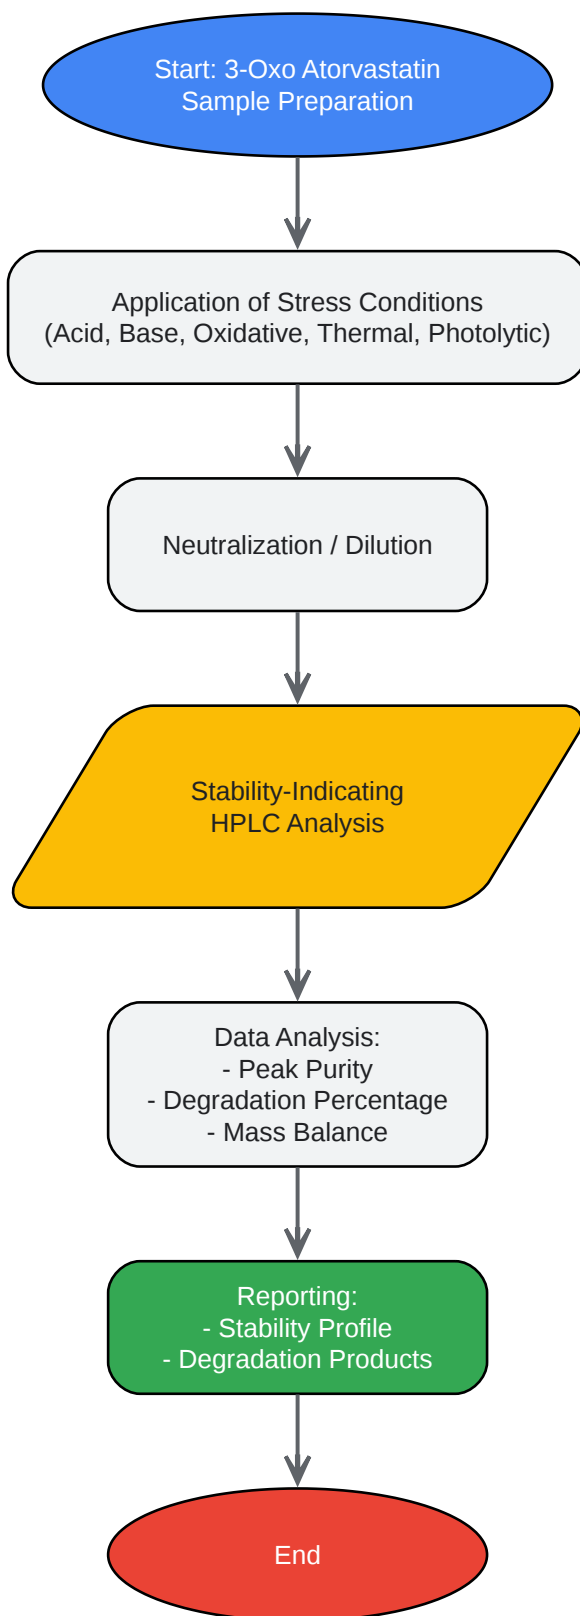 Start: 3-Oxo Atorvastatin
Sample Preparation
Application of Stress Conditions
(Acid, Base, Oxidative, Thermal, Photolytic)
Neutralization / Dilution
Stability-Indicating
HPLC Analysis
Data Analysis:
- Peak Purity
- Degradation Percentage
- Mass Balance
Reporting:
- Stability Profile
- Degradation Products
End